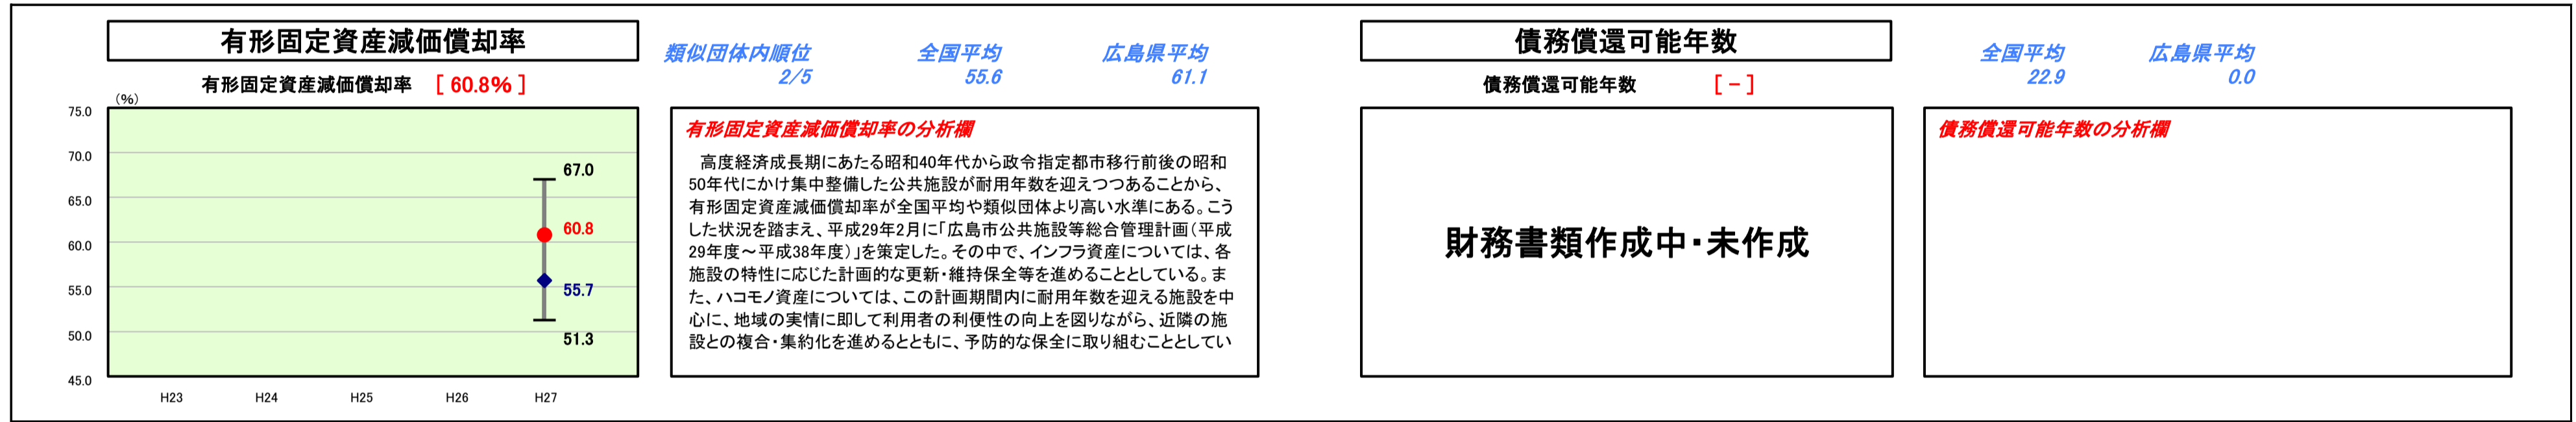 有形固定資産減価償却率
有形固定資産減価償却率 [ 60.8% ]
類似団体内順位
2/5
全国平均
55.6
広島県平均
61.1
(%)
75.0
70.0
65.0
60.0
55.0
50.0
45.0
67.0
60.8
55.7
51.3
H23 H24 H25 H26 H27
有形固定資産減価償却率の分析欄
高度経済成長期にあたる昭和40年代から政令指定都市移行前後の昭和
50年代にかけ集中整備した公共施設が耐用年数を迎えつつあることから、
有形固定資産減価償却率が全国平均や類似団体より高い水準にある。こう
した状況を踏まえ、平成29年2月に「広島市公共施設等総合管理計画(平成
29年度~平成38年度)」を策定した。その中で、インフラ資産については、各
施設の特性に応じた計画的な更新・維持保全等を進めることとしている。ま
た、ハコモノ資産については、この計画期間内に耐用年数を迎える施設を中
心に、地域の実情に即して利用者の利便性の向上を図りながら、近隣の施
設との複合・集約化を進めるとともに、予防的な保全に取り組むこととしてい
債務償還可能年数
債務償還可能年数 [ - ]
全国平均
22.9
広島県平均
0.0
財務書類作成中・未作成
債務償還可能年数の分析欄